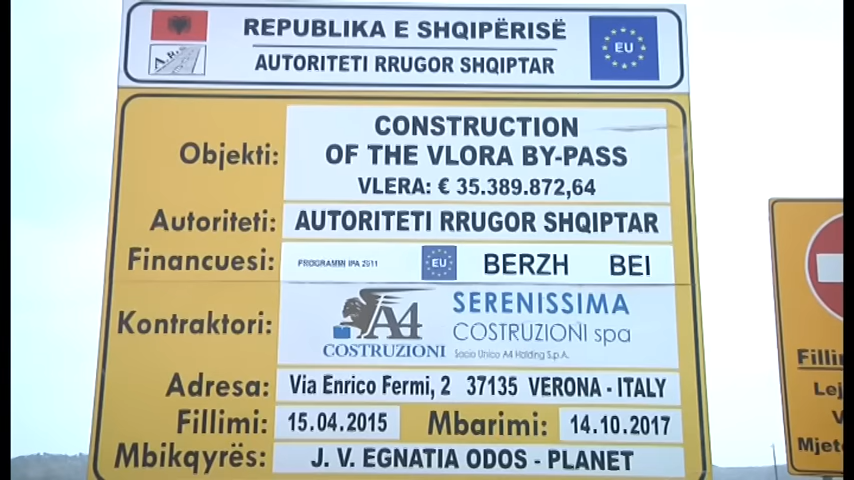 REPUBLIKA E SHQIPËRISË
A.R.
AUTORITETI RRUGOR SHQIPTAR
EU
Objekti: CONSTRUCTION
OF THE VLORA BY-PASS
VLERA: € 35.389.872,64
Autoriteti: AUTORITETI RRUGOR SHQIPTAR
Financuesi: PROGRAMMI IPA 2011 EU BERZH BEI
Kontraktori: A4 COSTRUZIONI
SERENISSIMA
COSTRUZIONI spa
Socio Unico A4 Holding S.p.A.
Adresa: Via Enrico Fermi, 2 37135 VERONA - ITALY
Fillimi: 15.04.2015 Mbarimi: 14.10.2017
Mbikqyrës: J. V. EGNATIA ODOS - PLANET